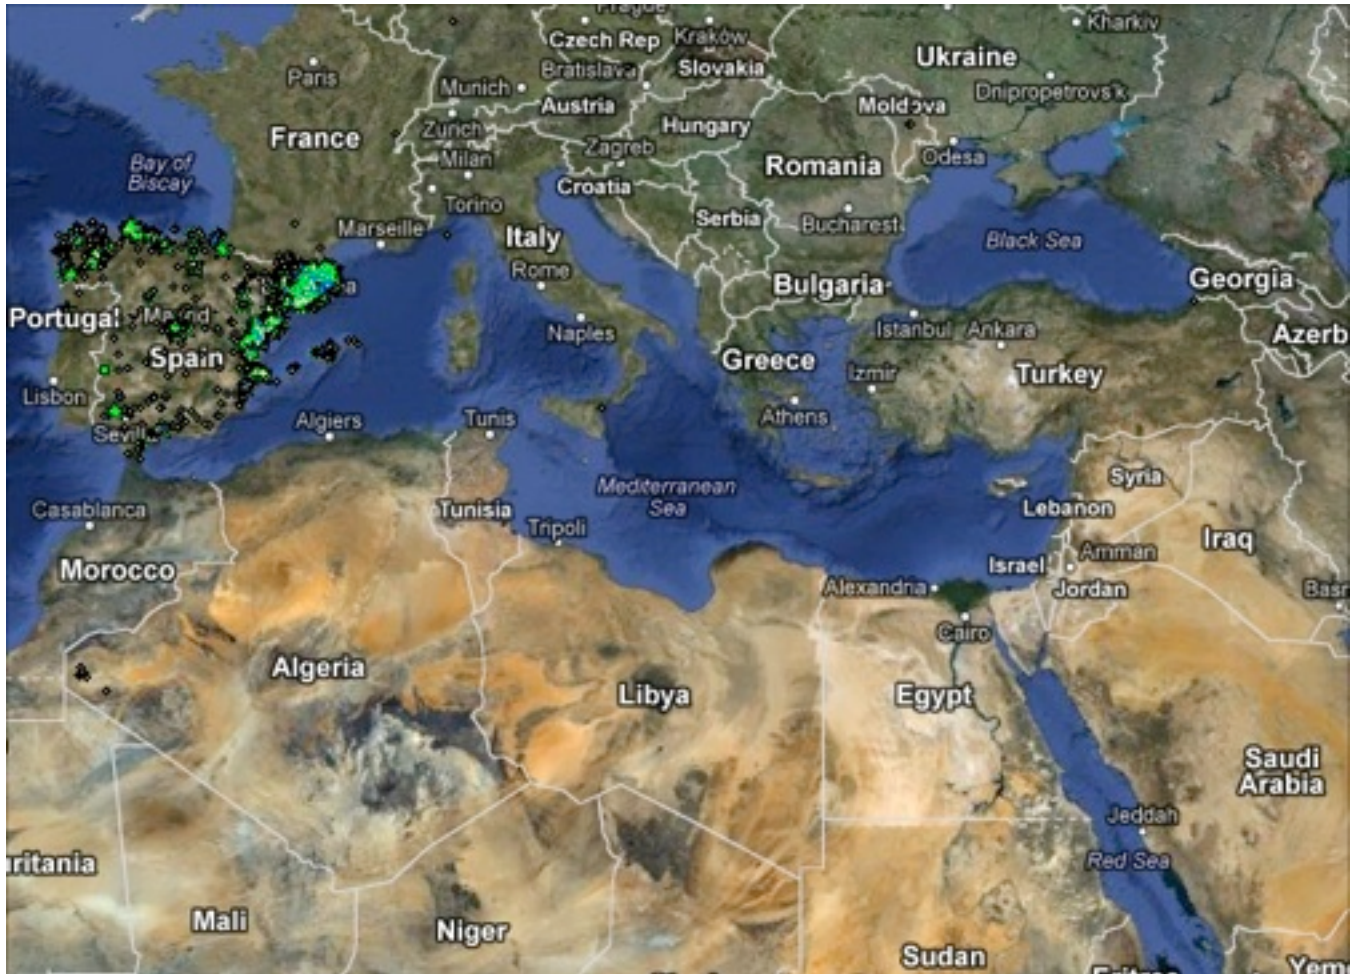 Prague
Kharkiv
Czech Rep
Kraków
Ukraine
Paris
Bratislava
Slovakia
Munich
Dnipropetrovs'k
Austria
Moldova
France
Zurich
Hungary
Zagreb
Odesa
Bay of
Biscay
Milan
Romania
Croatia
Torino
Serbia
Marseille
Bucharest
Italy
Black Sea
Rome
Georgia
Bulgaria
Portugal
Madrid
Naples
Istanbul
Ankara
Azerb
Spain
Greece
Izmir
Turkey
Lisbon
Athens
Algiers
Tunis
Sevill
Syria
Mediterranean
Sea
Casablanca
Tunisia
Lebanon
Tripoli
Iraq
Morocco
Israel
Amman
Alexandria
Jordan
Basr
Cairo
Algeria
Libya
Egypt
Saudi
Arabia
Jeddah
uritania
Red Sea
Mali
Niger
Sudan
Eritrea
Yem